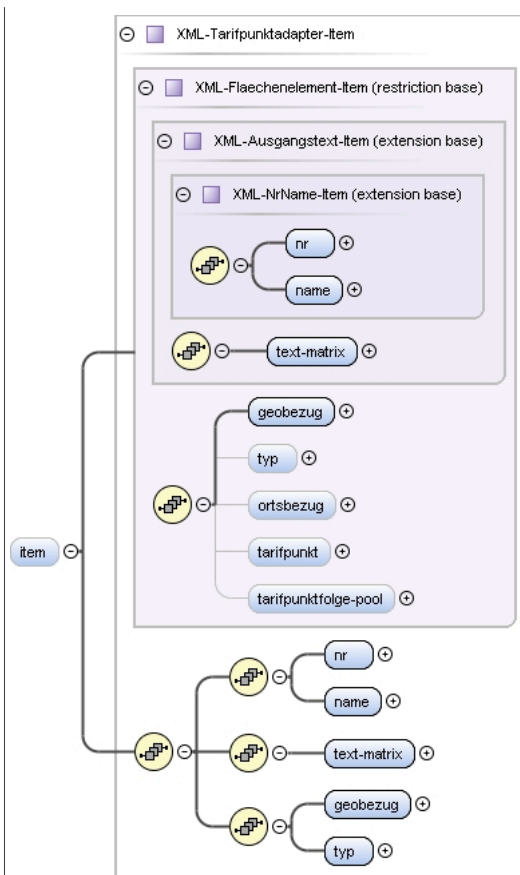 XML-Tarifpunktadapter-Item
XML-Flaechenelement-Item (restriction base)
XML-Ausgangstext-Item (extension base)
XML-NrName-Item (extension base)
nr
name
text-matrix
geobezug
typ
ortsbezug
tarifpunkt
item
tarifpunktfolge-pool
nr
name
text-matrix
geobezug
typ